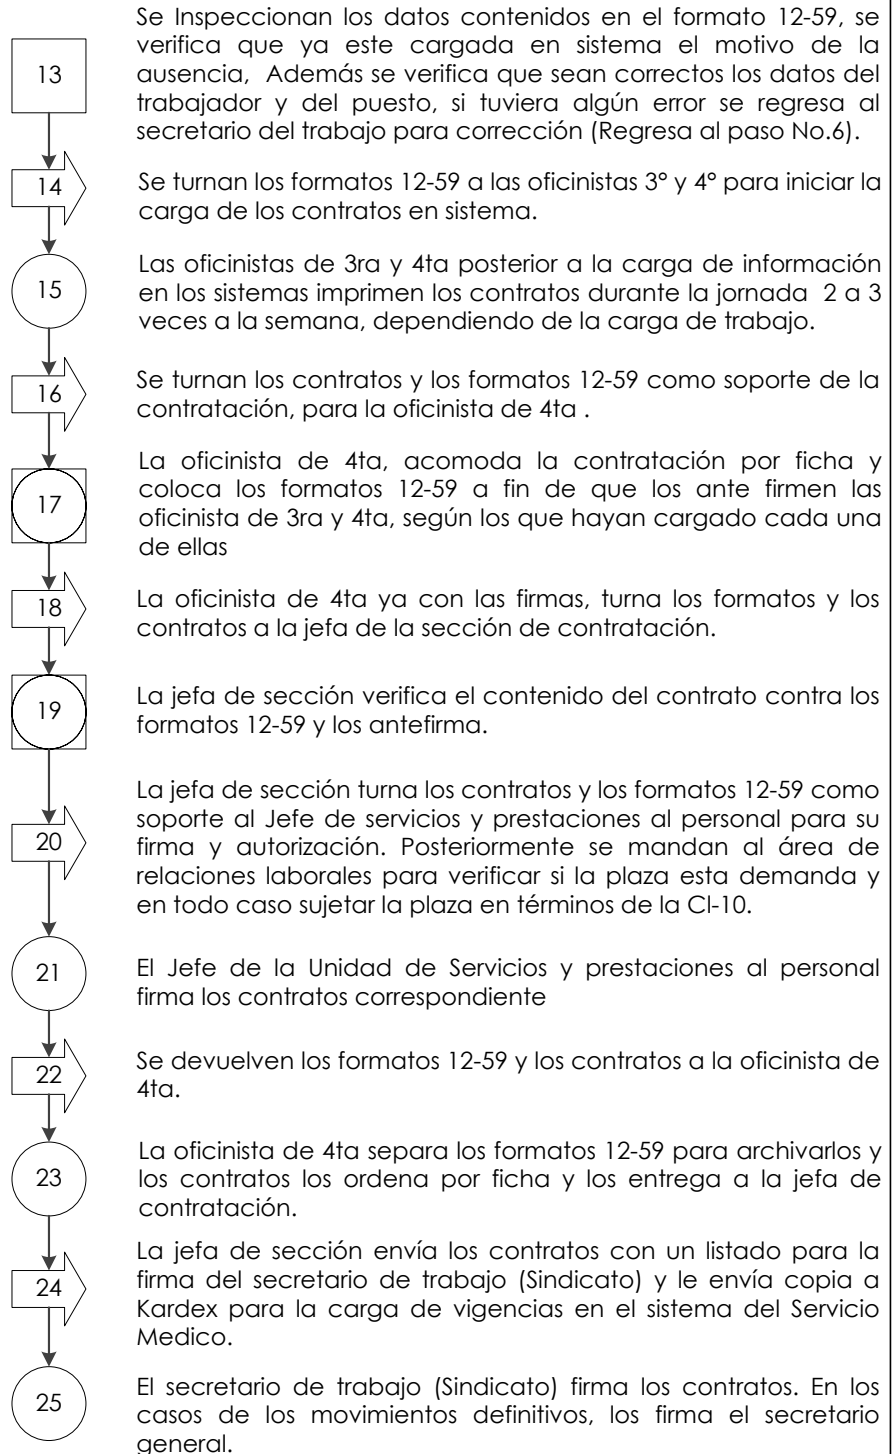 Se Inspeccionan los datos contenidos en el formato 12-59, se
verifica que ya este cargada en sistema el motivo de la
13
ausencia, Además se verifica que sean correctos los datos del
trabajador y del puesto, si tuviera algún error se regresa al
secretario del trabajo para corrección (Regresa al paso No.6).
14
Se turnan los formatos 12-59 a las oficinistas 3° y 4° para iniciar la
carga de los contratos en sistema.
15
Las oficinistas de 3ra y 4ta posterior a la carga de información
en los sistemas imprimen los contratos durante la jornada 2 a 3
veces a la semana, dependiendo de la carga de trabajo.
16
Se turnan los contratos y los formatos 12-59 como soporte de la
contratación, para la oficinista de 4ta .
17
La oficinista de 4ta, acomoda la contratación por ficha y
coloca los formatos 12-59 a fin de que los ante firmen las
oficinista de 3ra y 4ta, según los que hayan cargado cada una
de ellas
18
La oficinista de 4ta ya con las firmas, turna los formatos y los
contratos a la jefa de la sección de contratación.
19
La jefa de sección verifica el contenido del contrato contra los
formatos 12-59 y los antefirma.
20
La jefa de sección turna los contratos y los formatos 12-59 como
soporte al Jefe de servicios y prestaciones al personal para su
firma y autorización. Posteriormente se mandan al área de
relaciones laborales para verificar si la plaza esta demanda y
en todo caso sujetar la plaza en términos de la Cl-10.
21
El Jefe de la Unidad de Servicios y prestaciones al personal
firma los contratos correspondiente
22
Se devuelven los formatos 12-59 y los contratos a la oficinista de
4ta.
23
La oficinista de 4ta separa los formatos 12-59 para archivarlos y
los contratos los ordena por ficha y los entrega a la jefa de
contratación.
24
La jefa de sección envía los contratos con un listado para la
firma del secretario de trabajo (Sindicato) y le envía copia a
Kardex para la carga de vigencias en el sistema del Servicio
Medico.
25
El secretario de trabajo (Sindicato) firma los contratos. En los
casos de los movimientos definitivos, los firma el secretario
general.